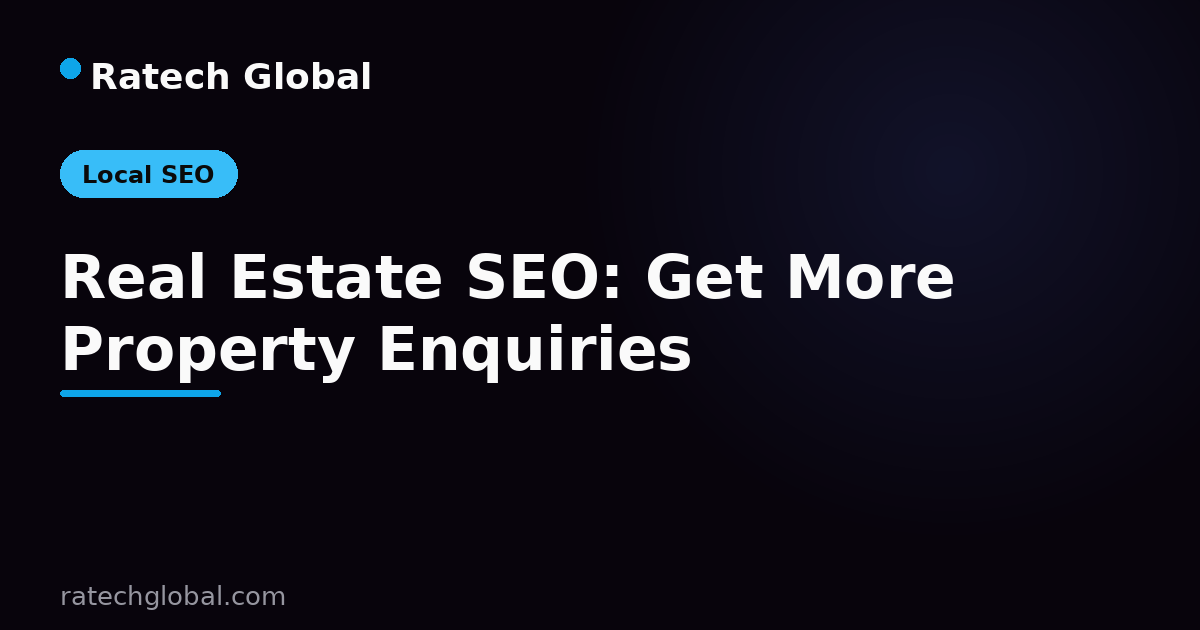 Ratech Global
Local SEO
Real Estate SEO: Get More
Property Enquiries
ratechglobal.com